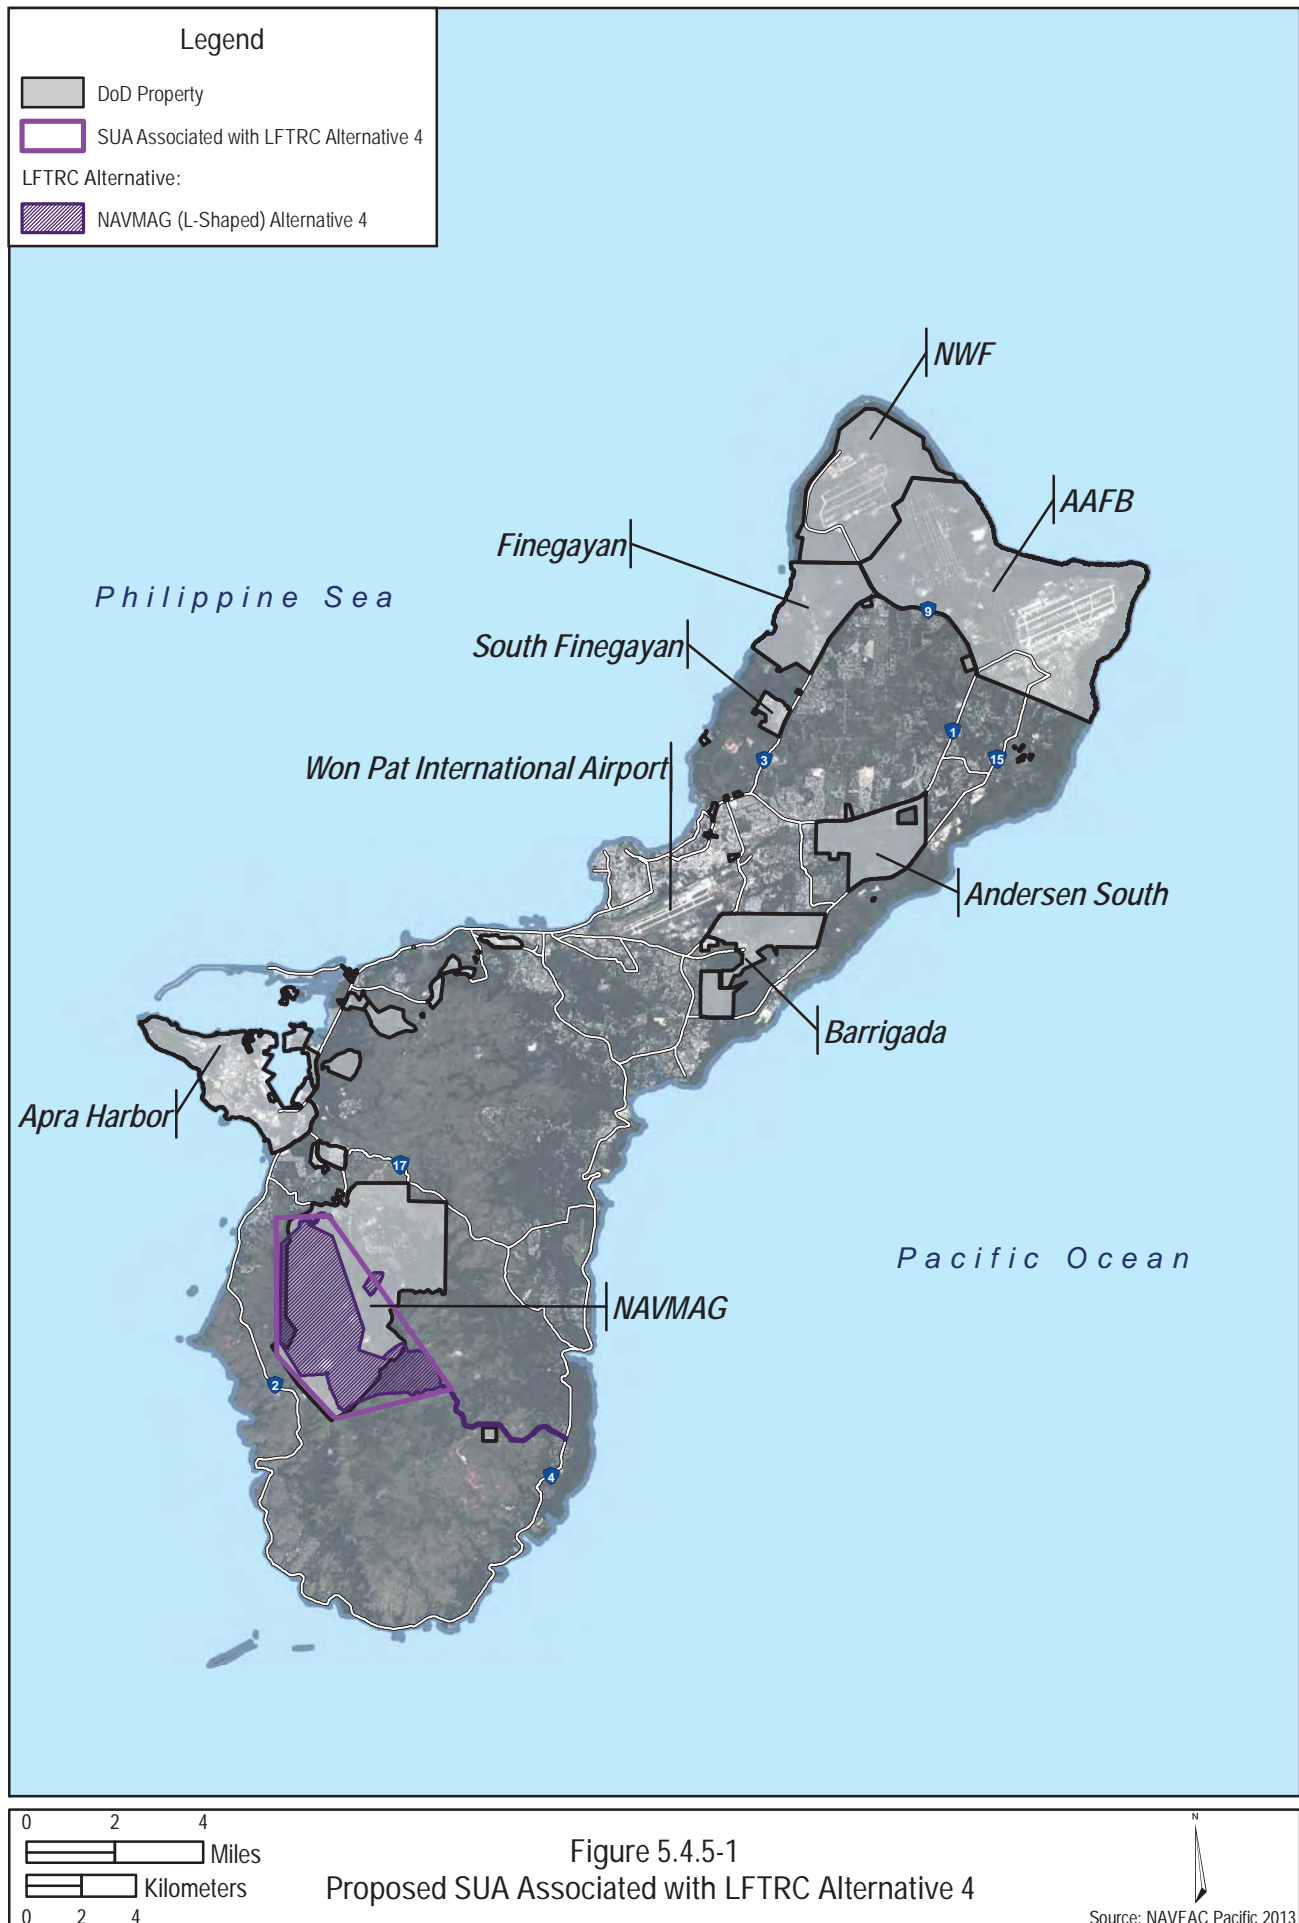 Legend
DoD Property
SUA Associated with LFTRC Alternative 4
LFTRC Alternative:
NAVMAG (L-Shaped) Alternative 4
NWF
AAFB
Finegayan
Philippine Sea
9
South Finegayan
1
15
3
Won Pat International Airport
Andersen South
Barrigada
Apra Harbor
17
Pacific Ocean
NAVMAG
2
4
0 2 4
Miles
Kilometers
0 2 4
Figure 5.4.5-1
Proposed SUA Associated with LFTRC Alternative 4
N
Source: NAVFAC Pacific 2013